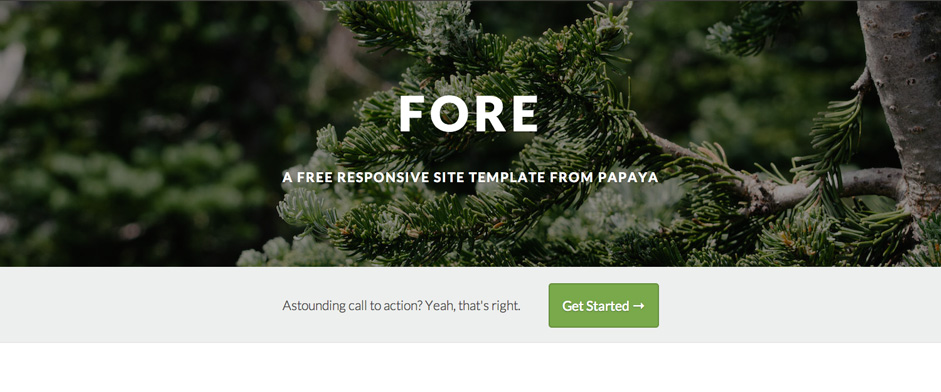 FORE
A FREE RESPONSIVE SITE TEMPLATE FROM PAPAYA
Astounding call to action? Yeah, that's right.
Get Started →